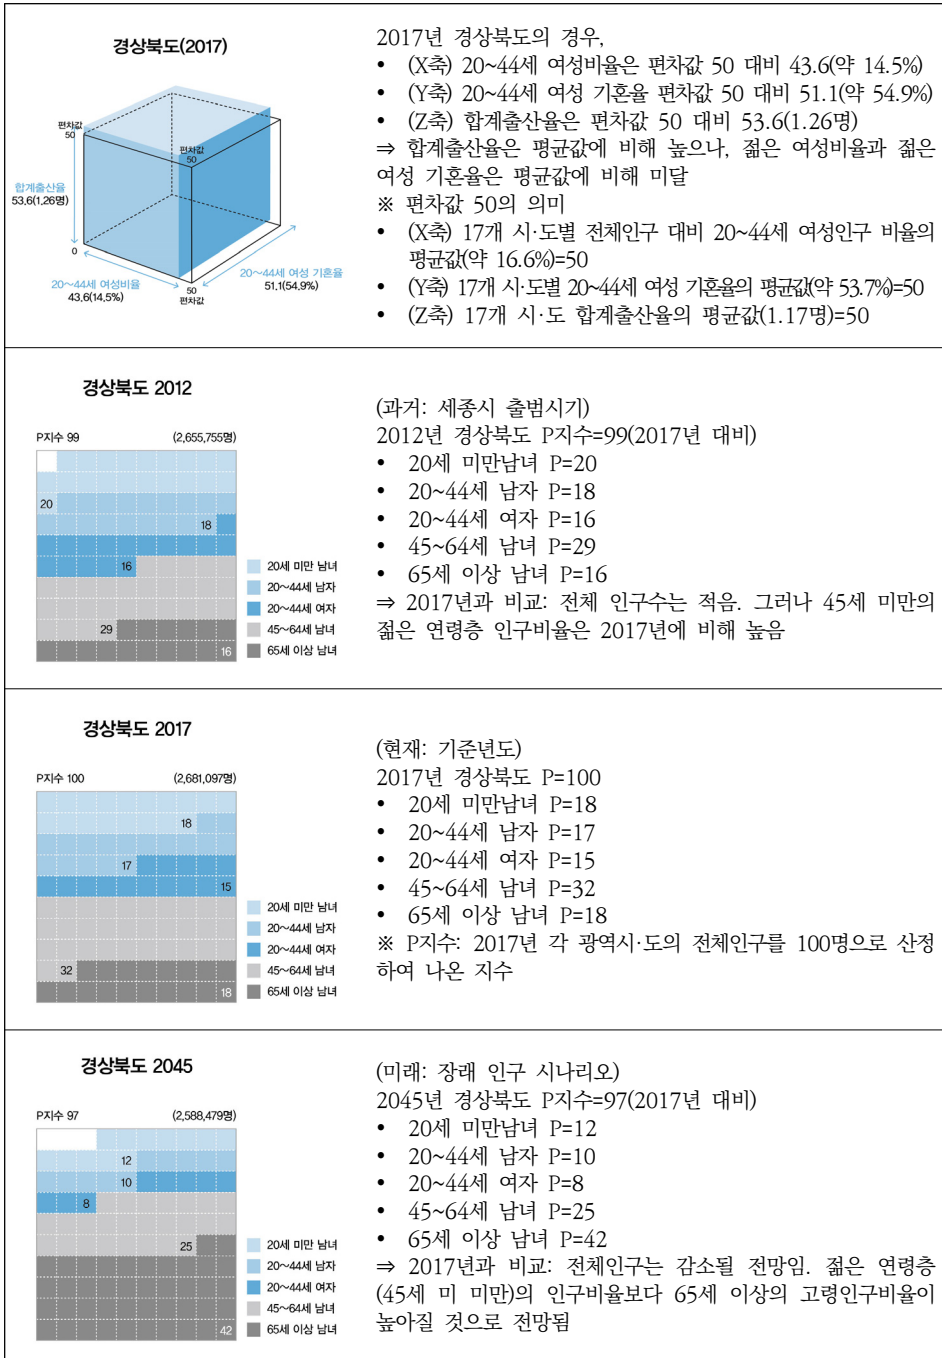 경상북도(2017)
편차값
50
편차값
50
합계출산율
53.6(1.26명)
0
20~44세 여성비율
43.6(14.5%)
50
편차값
20~44세 여성 기혼율
51.1(54.9%)
2017년 경상북도의 경우,
• (X축) 20~44세 여성비율은 편차값 50 대비 43.6(약 14.5%)
• (Y축) 20~44세 여성 기혼율 편차값 50 대비 51.1(약 54.9%)
• (Z축) 합계출산율은 편차값 50 대비 53.6(1.26명)
⇒ 합계출산율은 평균값에 비해 높으나, 젊은 여성비율과 젊은
여성 기혼율은 평균값에 비해 미달
※ 편차값 50의 의미
• (X축) 17개 시·도별 전체인구 대비 20~44세 여성인구 비율의
평균값(약 16.6%)=50
• (Y축) 17개 시·도별 20~44세 여성 기혼율의 평균값(약 53.7%)=50
• (Z축) 17개 시·도 합계출산율의 평균값(1.17명)=50
경상북도 2012
P지수 99 (2,655,755명)
20
18
16
29
16
20세 미만 남녀
20~44세 남자
20~44세 여자
45~64세 남녀
65세 이상 남녀
(과거: 세종시 출범시기)
2012년 경상북도 P지수=99(2017년 대비)
• 20세 미만남녀 P=20
• 20~44세 남자 P=18
• 20~44세 여자 P=16
• 45~64세 남녀 P=29
• 65세 이상 남녀 P=16
⇒ 2017년과 비교: 전체 인구수는 적음. 그러나 45세 미만의
젊은 연령층 인구비율은 2017년에 비해 높음
경상북도 2017
P지수 100 (2,681,097명)
18
17
15
32
18
20세 미만 남녀
20~44세 남자
20~44세 여자
45~64세 남녀
65세 이상 남녀
(현재: 기준년도)
2017년 경상북도 P=100
• 20세 미만남녀 P=18
• 20~44세 남자 P=17
• 20~44세 여자 P=15
• 45~64세 남녀 P=32
• 65세 이상 남녀 P=18
※ P지수: 2017년 각 광역시·도의 전체인구를 100명으로 산정
하여 나온 지수
경상북도 2045
P지수 97 (2,588,479명)
12
10
8
25
42
20세 미만 남녀
20~44세 남자
20~44세 여자
45~64세 남녀
65세 이상 남녀
(미래: 장래 인구 시나리오)
2045년 경상북도 P지수=97(2017년 대비)
• 20세 미만남녀 P=12
• 20~44세 남자 P=10
• 20~44세 여자 P=8
• 45~64세 남녀 P=25
• 65세 이상 남녀 P=42
⇒ 2017년과 비교: 전체인구는 감소될 전망임. 젊은 연령층
(45세 미 미만)의 인구비율보다 65세 이상의 고령인구비율이
높아질 것으로 전망됨